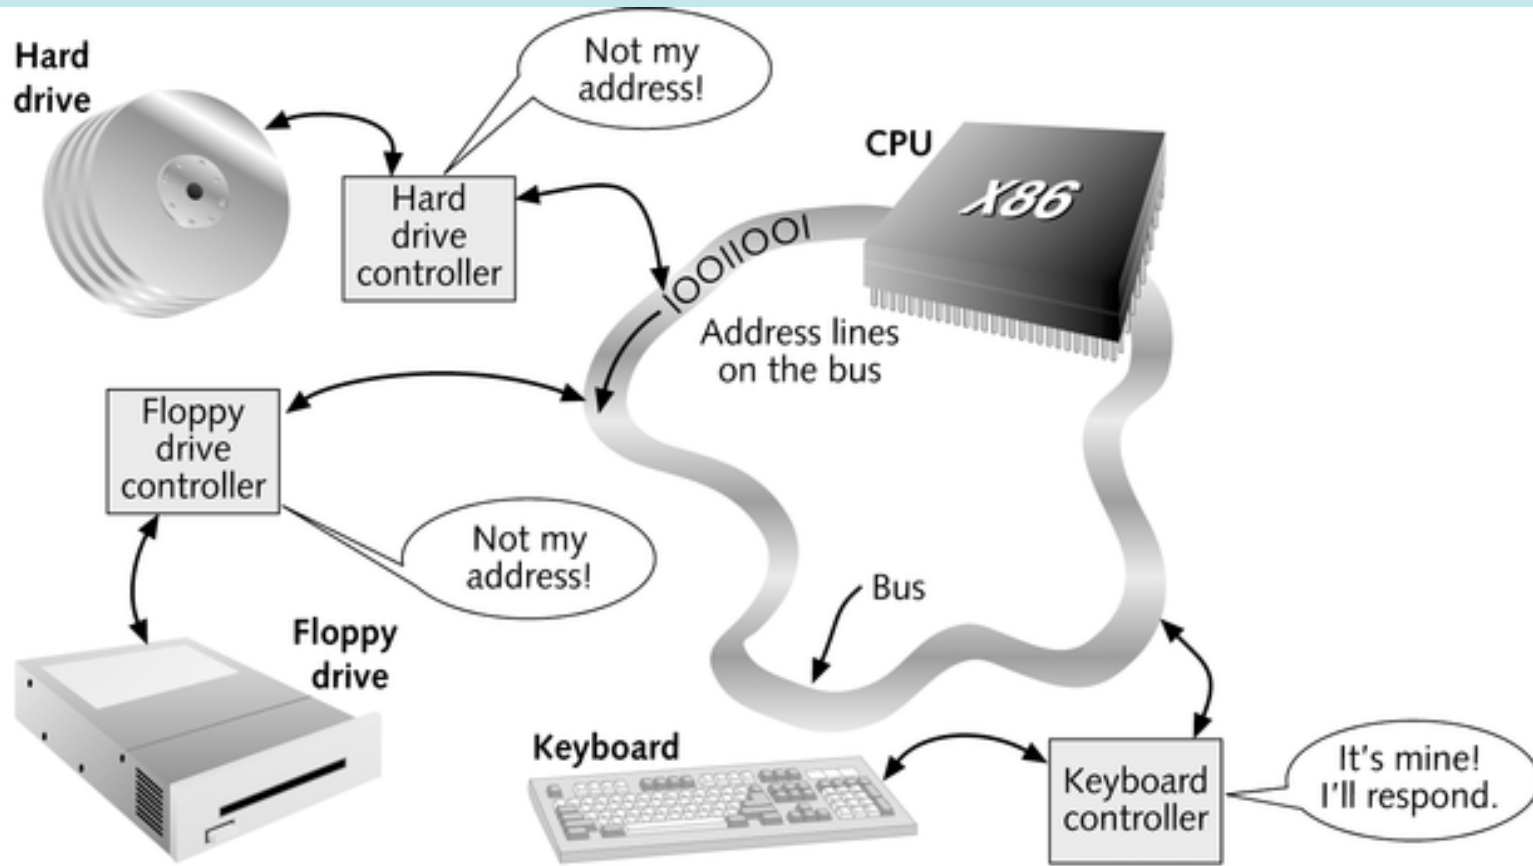 Hard
drive
Not my
address!
Hard
drive
controller
CPU
X86
10011001
Address lines
on the bus
Floppy
drive
controller
Not my
address!
Floppy
drive
Bus
Keyboard
Keyboard
controller
It's mine!
I'll respond.